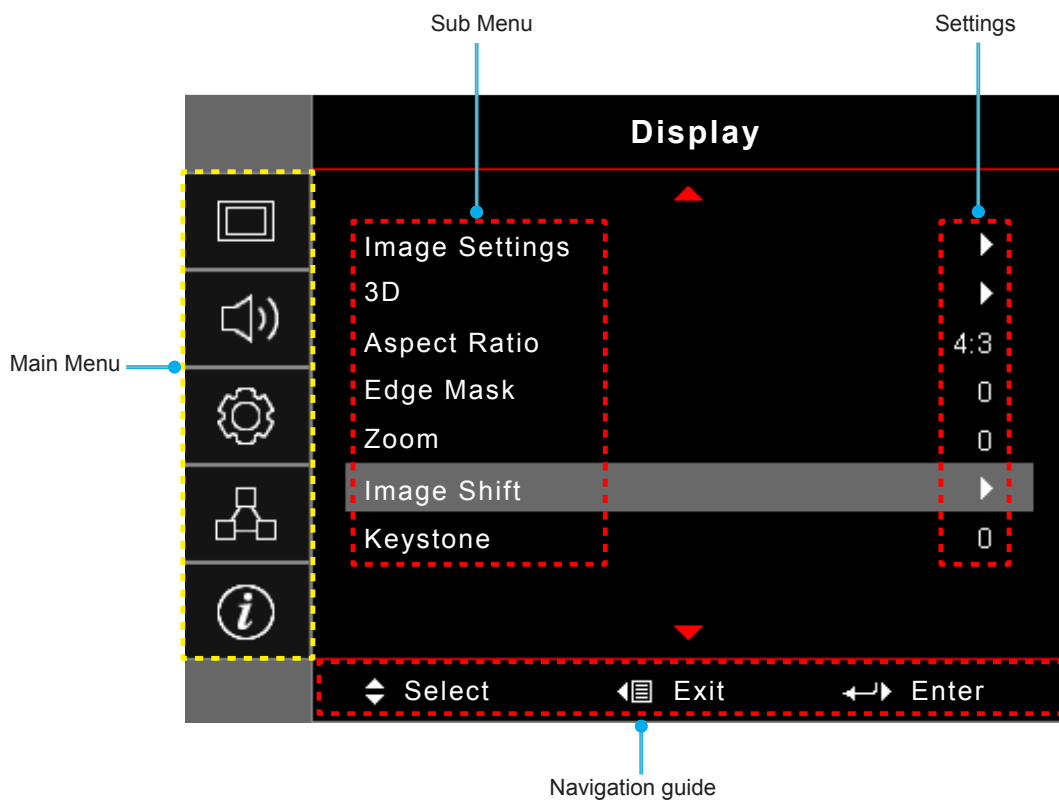 Sub Menu
Settings
Display
Image Settings
3D
Aspect Ratio 4:3
Main Menu
Edge Mask 0
Zoom 0
Image Shift
Keystone 0
i
Select Exit Enter
Navigation guide